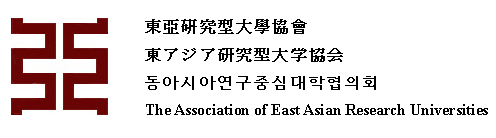 東亞研究型大學協會
東アジア研究型大学協会
동아시아연구중심대학협의회
The Association of East Asian Research Universities